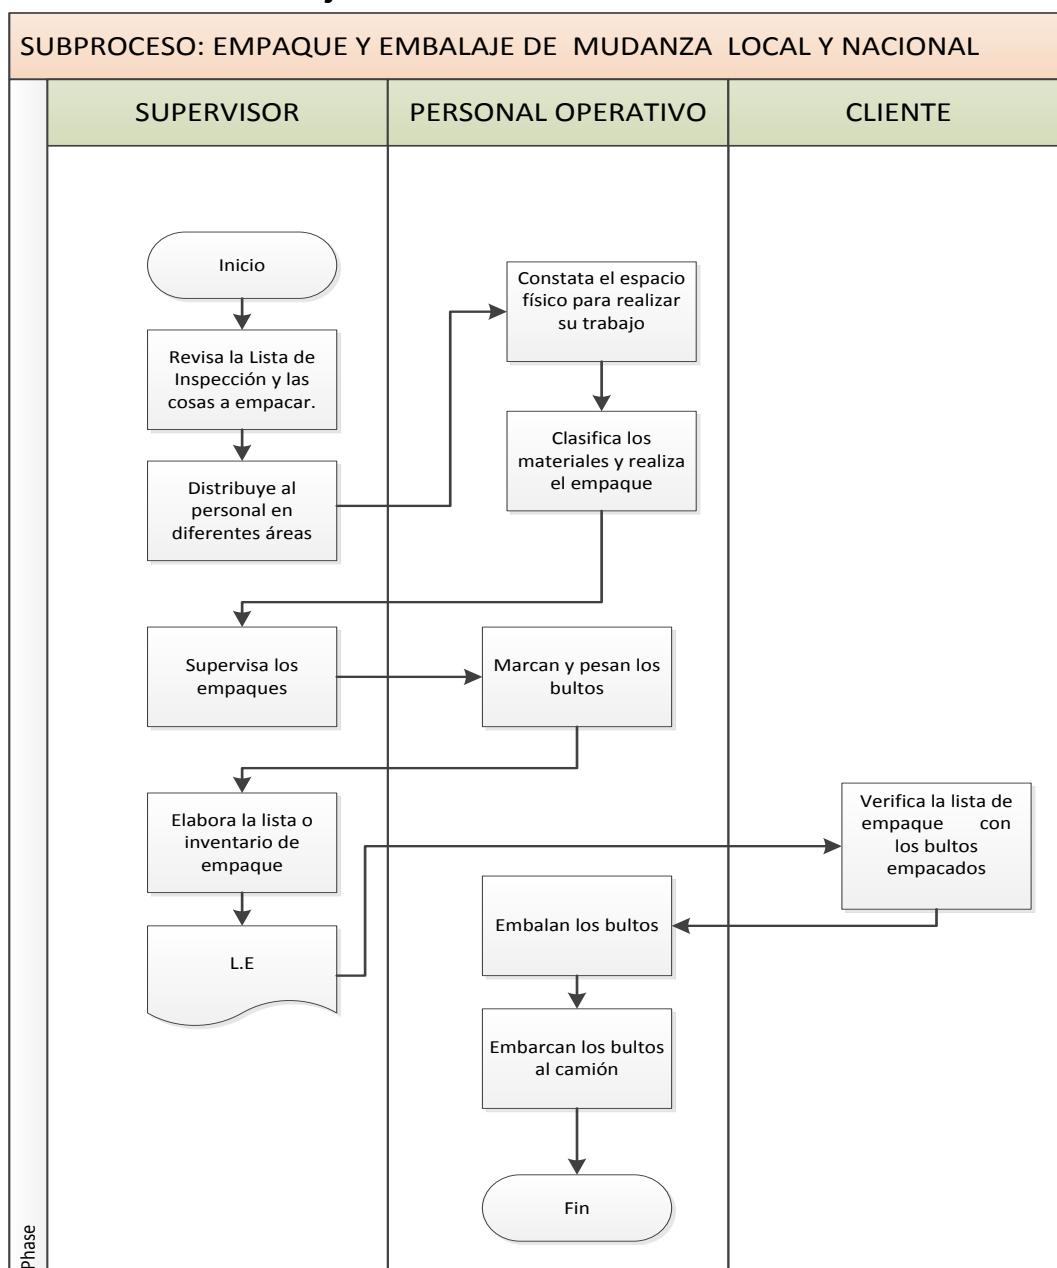 SUBPROCESO: EMPAQUE Y EMBALAJE DE MUDANZA LOCAL Y NACIONAL
SUPERVISOR
PERSONAL OPERATIVO
CLIENTE
Inicio
Revisa la Lista de
Inspección y las
cosas a empacar.
Distribuye al
personal en
diferentes áreas
Constata el espacio
físico para realizar
su trabajo
Clasifica los
materiales y realiza
el empaque
Supervisa los
empaques
Marcan y pesan los
bultos
Elabora la lista o
inventario de
empaque
L.E
Verifica la lista de
empaque con
los bultos
empacados
Embalan los bultos
Embarcan los bultos
al camión
Fin
Phase